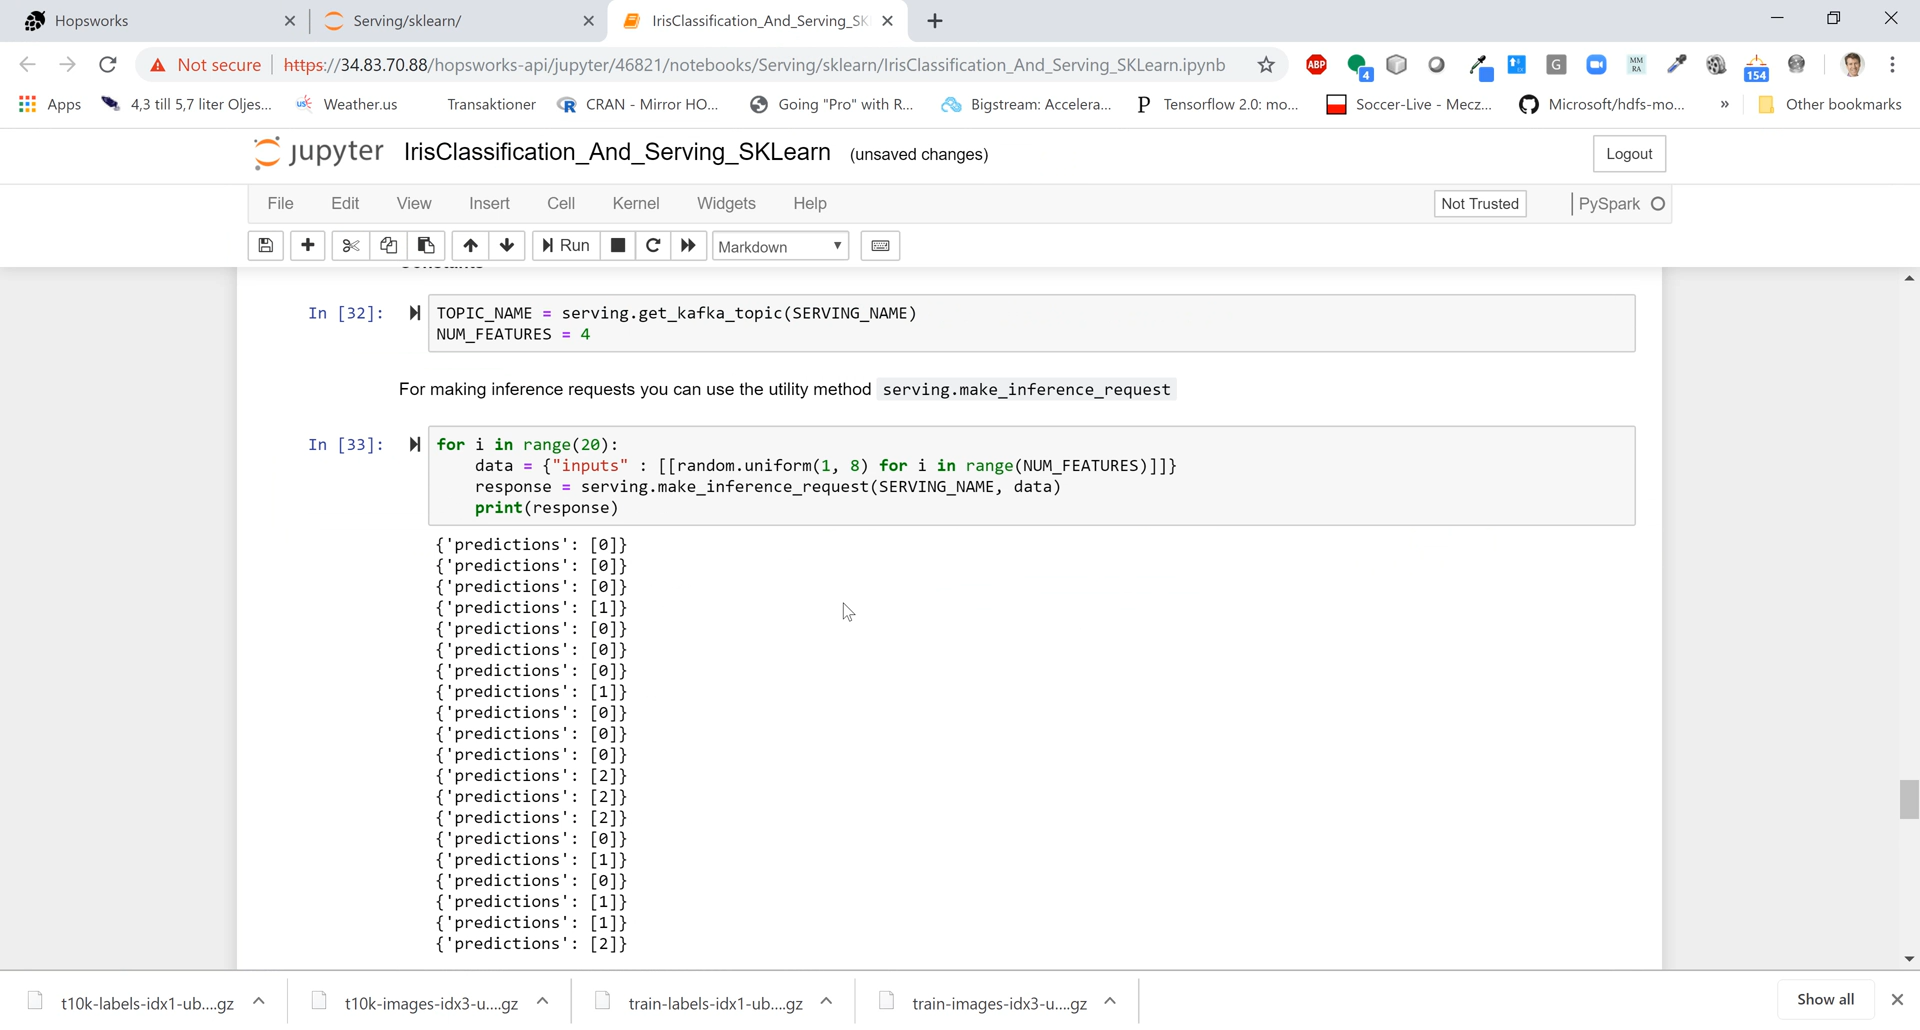 Hopsworks
Serving/sklearn/
IrisClassification_And_Serving_SK
Not secure
https://34.83.70.88/hopsworks-api/jupyter/46821/notebooks/Serving/sklearn/IrisClassification_And_Serving_SKLearn.ipynb
ABP
4
G
MM
RA
154
Apps
4,3 till 5,7 liter Oljes...
Weather.us
Transaktioner
CRAN - Mirror HO...
Going "Pro" with R...
Bigstream: Accelera...
Tensorflow 2.0: mo...
Soccer-Live - Mecz...
Microsoft/hdfs-mo...
»
Other bookmarks
jupyter
IrisClassification_And_Serving_SKLearn
(unsaved changes)
Logout
File
Edit
View
Insert
Cell
Kernel
Widgets
Help
Not Trusted
PySpark
Run
Markdown
In [32]:
TOPIC_NAME = serving.get_kafka_topic(SERVING_NAME)
NUM_FEATURES = 4
For making inference requests you can use the utility method serving.make_inference_request
In [33]:
for i in range(20):
data = {"inputs" : [[random.uniform(1, 8) for i in range(NUM_FEATURES)]]}
response = serving.make_inference_request(SERVING_NAME, data)
print(response)
{'predictions': [0]}
{'predictions': [0]}
{'predictions': [0]}
{'predictions': [1]}
{'predictions': [0]}
{'predictions': [0]}
{'predictions': [0]}
{'predictions': [1]}
{'predictions': [0]}
{'predictions': [0]}
{'predictions': [0]}
{'predictions': [2]}
{'predictions': [2]}
{'predictions': [2]}
{'predictions': [0]}
{'predictions': [1]}
{'predictions': [0]}
{'predictions': [1]}
{'predictions': [1]}
{'predictions': [2]}
t10k-labels-idx1-ub....gz
t10k-images-idx3-u....gz
train-labels-idx1-ub....gz
train-images-idx3-u....gz
Show all